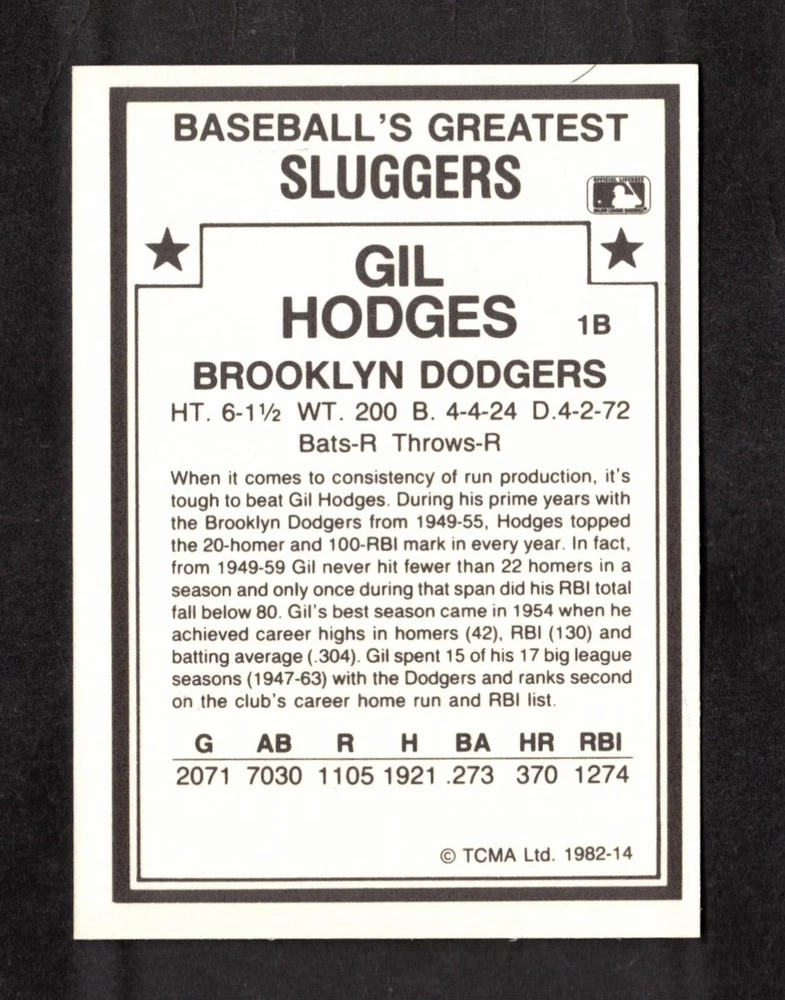 BASEBALL'S GREATEST
SLUGGERS
OFFICIAL LICENSEE
MAJOR LEAGUE BASEBALL
GIL
HODGES 1B
BROOKLYN DODGERS
HT. 6-1½ WT. 200 B. 4-4-24 D.4-2-72
Bats-R Throws-R
When it comes to consistency of run production, it's
tough to beat Gil Hodges. During his prime years with
the Brooklyn Dodgers from 1949-55, Hodges topped
the 20-homer and 100-RBI mark in every year. In fact,
from 1949-59 Gil never hit fewer than 22 homers in a
season and only once during that span did his RBI total
fall below 80. Gil's best season came in 1954 when he
achieved career highs in homers (42), RBI (130) and
batting average (.304). Gil spent 15 of his 17 big league
seasons (1947-63) with the Dodgers and ranks second
on the club's career home run and RBI list.
G AB R H BA HR RBI
2071 7030 1105 1921 .273 370 1274
© TCMA Ltd. 1982-14